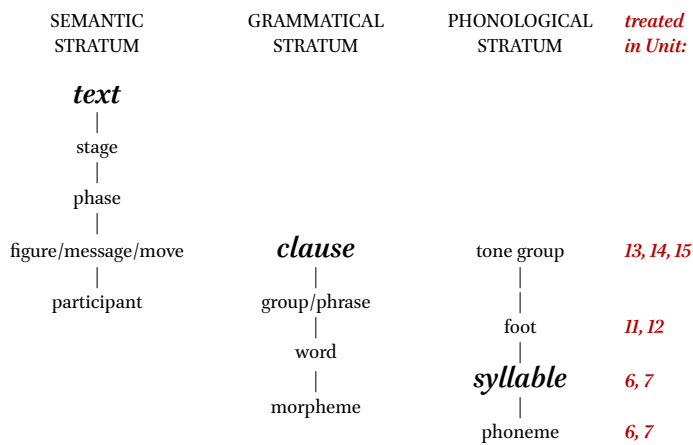 SEMANTIC GRAMMATICAL PHONOLOGICAL treated
STRATUM STRATUM STRATUM in Unit:
text
stage
phase
figure/message/move clause tone group 13, 14, 15
participant group/phrase
foot 11, 12
word
syllable 6, 7
morpheme
phoneme 6, 7